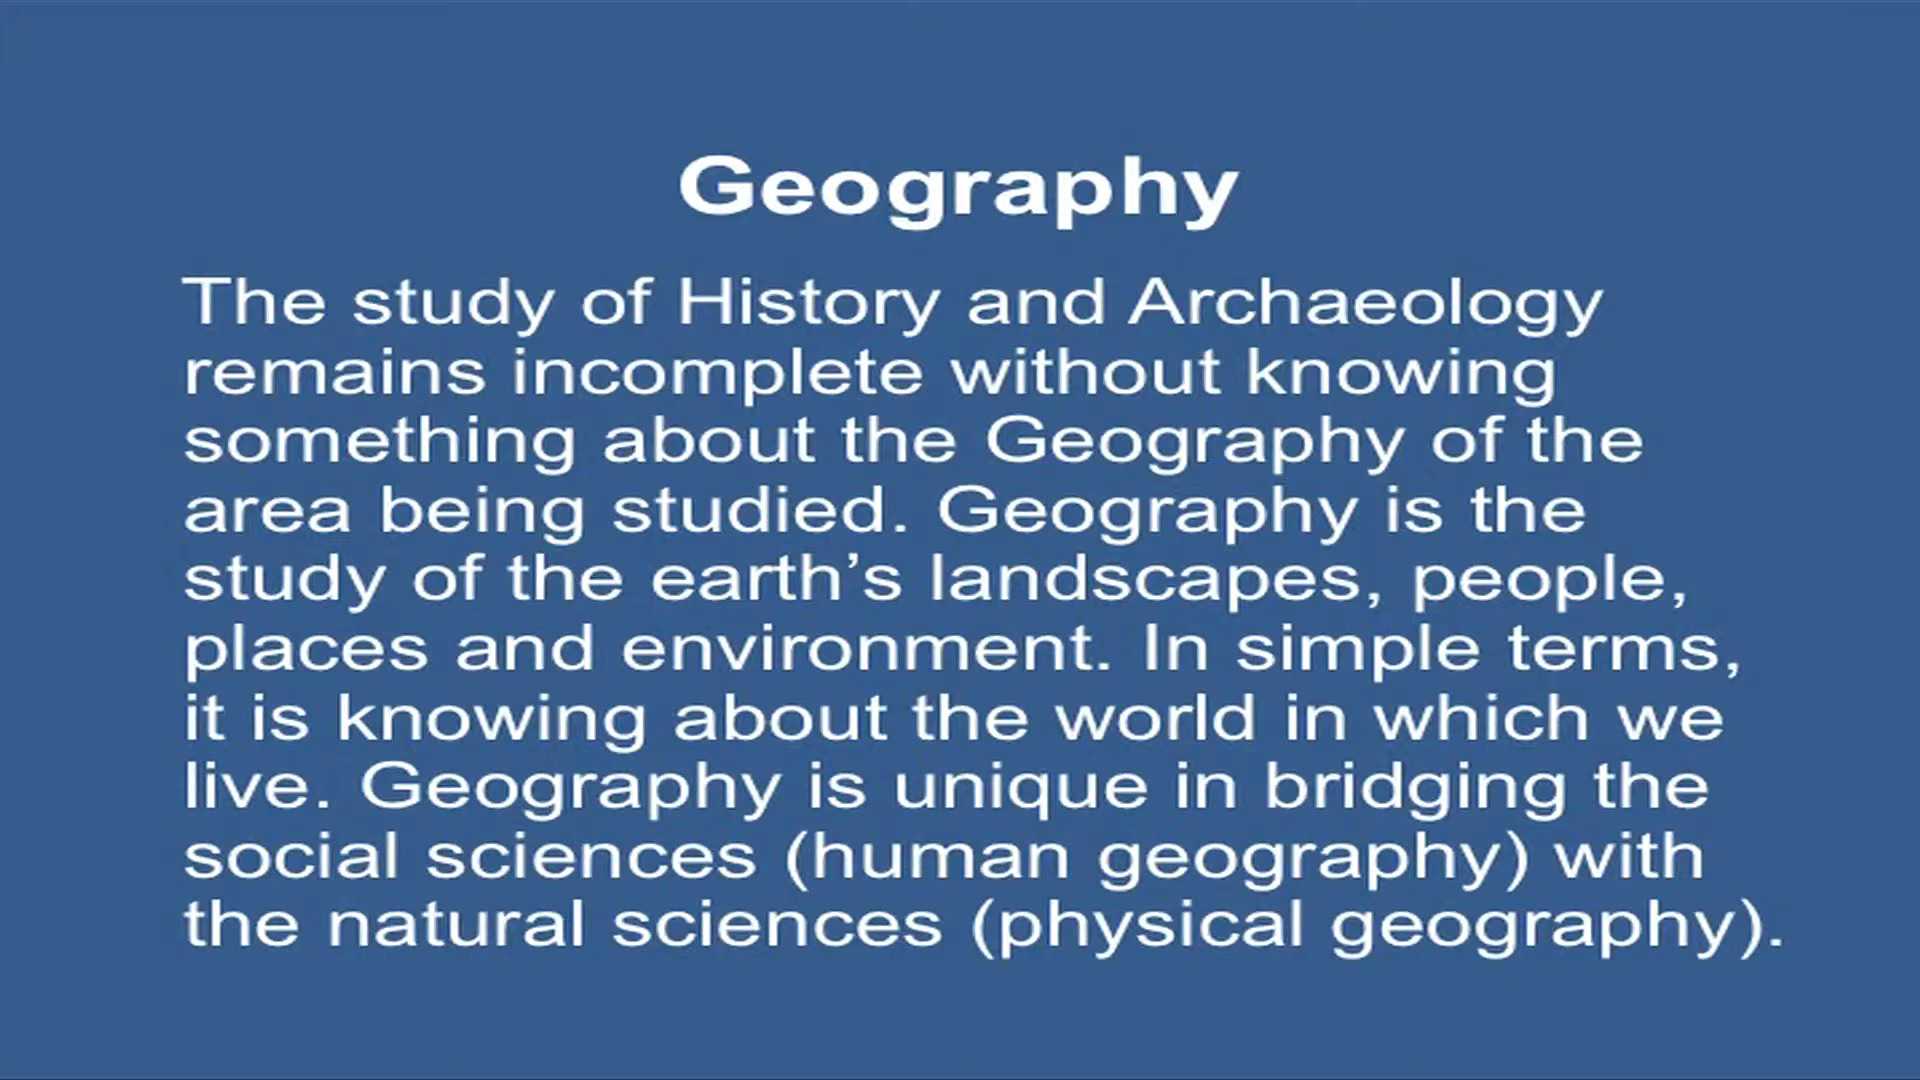 Geography
The study of History and Archaeology
remains incomplete without knowing
something about the Geography of the
area being studied. Geography is the
study of the earth’s landscapes, people,
places and environment. In simple terms,
it is knowing about the world in which we
live. Geography is unique in bridging the
social sciences (human geography) with
the natural sciences (physical geography).